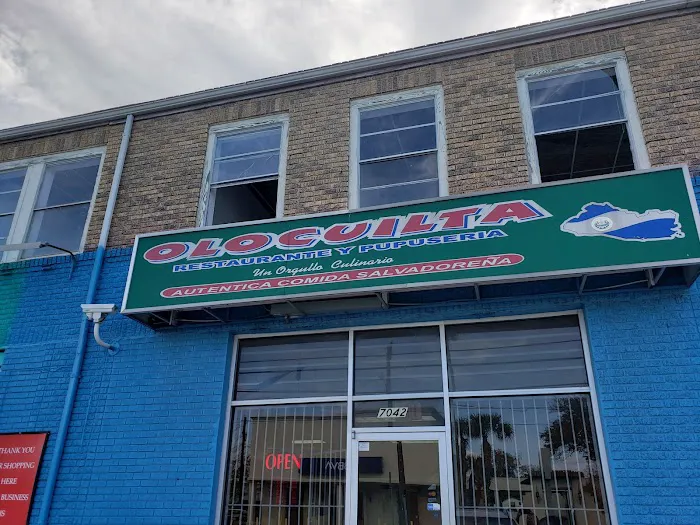 OLOCUILTA
RESTAURANTE Y PUPUSERIA
Un Orgullo Culinario
AUTENTICA COMIDA SALVADOREÑA
7042
OPEN
THANK YOU
SHOPPING
HERE
BUSINESS